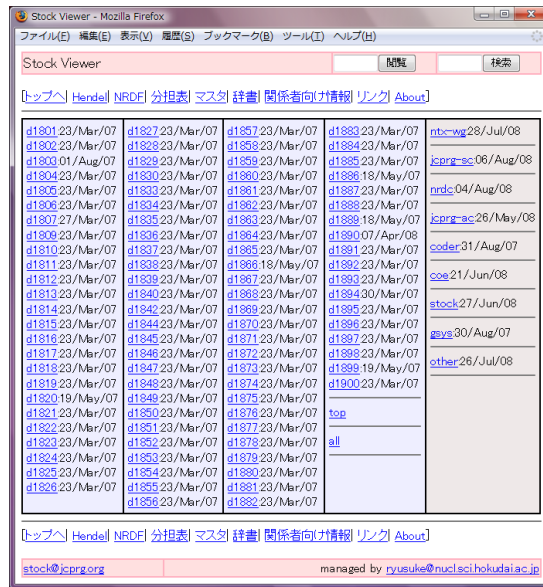 Stock Viewer - Mozilla Firefox
ファイル(F) 編集(E) 表示(V) 履歴(S) ブックマーク(B) ツール(T) ヘルプ(H)
Stock Viewer 閲覧 検索
[トップへ| Hendel| NRDF| 分担表| マスタ| 辞書| 関係者向け情報| リンク| About]
d1801:23/Mar/07
d1802:23/Mar/07
d1803:01/Aug/07
d1804:23/Mar/07
d1805:23/Mar/07
d1806:23/Mar/07
d1807:27/Mar/07
d1809:23/Mar/07
d1810:23/Mar/07
d1811:23/Mar/07
d1812:23/Mar/07
d1813:23/Mar/07
d1814:23/Mar/07
d1815:23/Mar/07
d1816:23/Mar/07
d1817:23/Mar/07
d1818:23/Mar/07
d1819:23/Mar/07
d1820:19/May/07
d1821:23/Mar/07
d1822:23/Mar/07
d1823:23/Mar/07
d1824:23/Mar/07
d1825:23/Mar/07
d1826:23/Mar/07
d1827:23/Mar/07
d1828:23/Mar/07
d1829:23/Mar/07
d1830:23/Mar/07
d1833:23/Mar/07
d1834:23/Mar/07
d1835:23/Mar/07
d1836:23/Mar/07
d1837:23/Mar/07
d1838:23/Mar/07
d1839:23/Mar/07
d1840:23/Mar/07
d1842:23/Mar/07
d1844:23/Mar/07
d1845:23/Mar/07
d1846:23/Mar/07
d1847:23/Mar/07
d1848:23/Mar/07
d1849:23/Mar/07
d1850:23/Mar/07
d1851:23/Mar/07
d1852:23/Mar/07
d1853:23/Mar/07
d1854:23/Mar/07
d1855:23/Mar/07
d1856:23/Mar/07
d1857:23/Mar/07
d1858:23/Mar/07
d1859:23/Mar/07
d1860:23/Mar/07
d1861:23/Mar/07
d1862:23/Mar/07
d1863:23/Mar/07
d1864:23/Mar/07
d1865:23/Mar/07
d1866:18/May/07
d1867:23/Mar/07
d1868:23/Mar/07
d1869:23/Mar/07
d1870:23/Mar/07
d1871:23/Mar/07
d1872:23/Mar/07
d1873:23/Mar/07
d1874:23/Mar/07
d1875:23/Mar/07
d1876:23/Mar/07
d1877:23/Mar/07
d1878:23/Mar/07
d1879:23/Mar/07
d1880:23/Mar/07
d1881:23/Mar/07
d1882:23/Mar/07
d1883:23/Mar/07
d1884:23/Mar/07
d1885:23/Mar/07
d1886:18/May/07
d1887:23/Mar/07
d1888:23/Mar/07
d1889:18/May/07
d1890:07/Apr/08
d1891:23/Mar/07
d1892:23/Mar/07
d1893:23/Mar/07
d1894:30/Mar/07
d1895:23/Mar/07
d1896:23/Mar/07
d1897:23/Mar/07
d1898:23/Mar/07
d1899:19/May/07
d1900:23/Mar/07
top
all
ntx-wg:28/Jul/08
jcprg-sc:06/Aug/08
nrdc:04/Aug/08
jcprg-ac:26/May/08
coder:31/Aug/07
coe:21/Jun/08
stock:27/Jun/08
gsys:30/Aug/07
other:26/Jul/08
[トップへ| Hendel| NRDF| 分担表| マスタ| 辞書| 関係者向け情報| リンク| About]
stock@jcprg.org managed by ryusuke@nucl.sci.hokudai.ac.jp